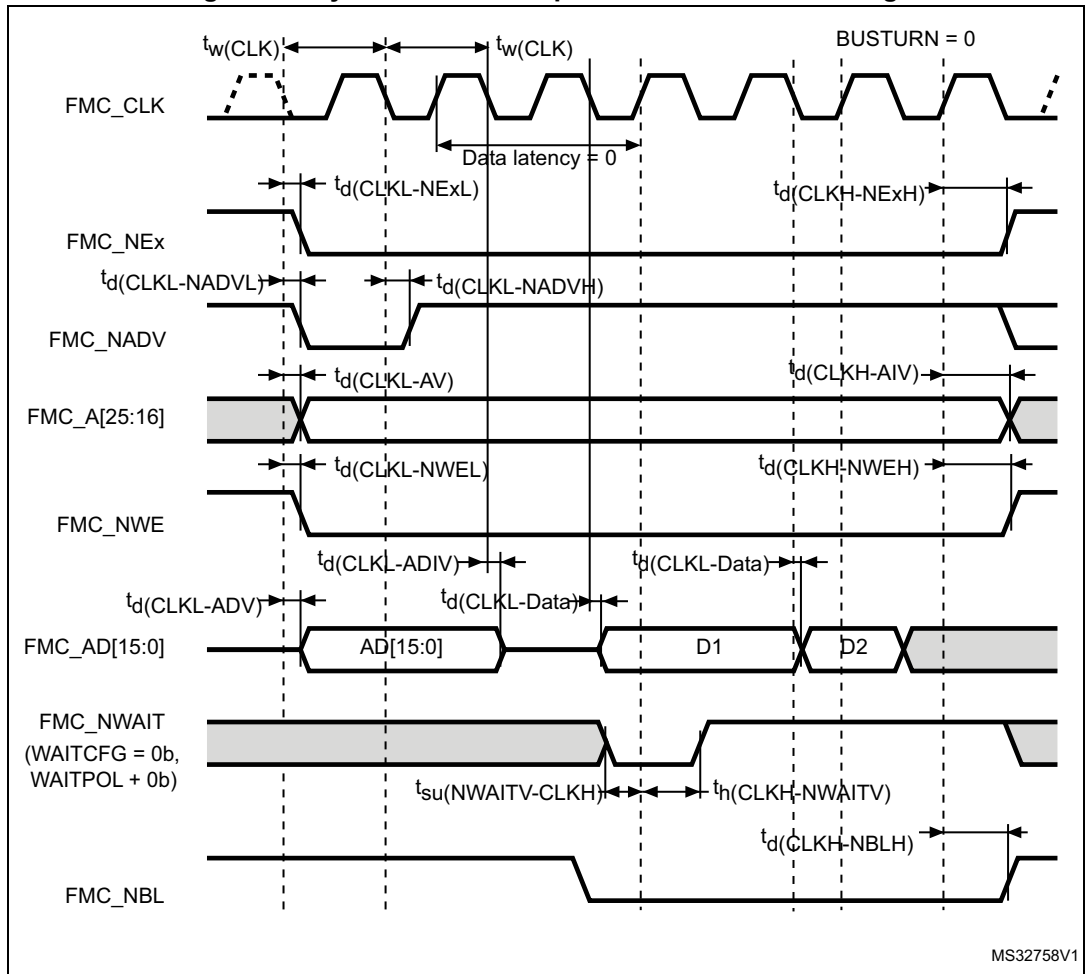 tw(CLK) tw(CLK) BUSTURN = 0
FMC_CLK
Data latency = 0
td(CLKL-NExL) td(CLKH-NExH)
FMC_NEx
td(CLKL-NADVL) td(CLKL-NADVH)
FMC_NADV
td(CLKL-AV) td(CLKH-AIV)
FMC_A[25:16]
td(CLKL-NWEL) td(CLKH-NWEH)
FMC_NWE
td(CLKL-ADIV) td(CLKL-Data)
td(CLKL-ADV) td(CLKL-Data)
FMC_AD[15:0] AD[15:0] D1 D2
FMC_NWAIT
(WAITCFG = 0b,
WAITPOL + 0b)
tsu(NWAITV-CLKH) th(CLKH-NWAITV)
td(CLKH-NBLH)
FMC_NBL
MS32758V1